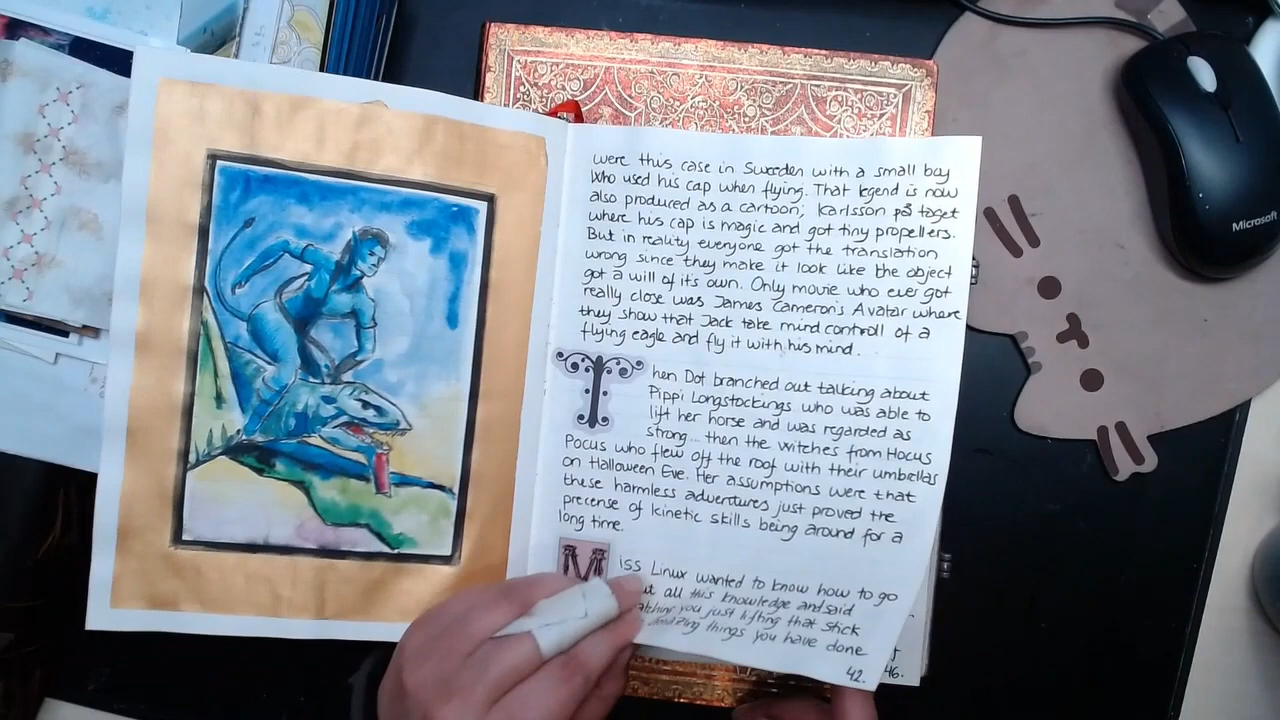 were this case in Sweeden with a small boy
Who used his cap when flying. That legend is now
also produced as a cartoon; Karlsson på taget
where his cap is magic and got tiny propellers.
But in reality everyone got the translation
wrong since they make it look like the object
got a will of its own. Only movie who ever got
really close was James Cameron's Avatar where
they show that Jack take mind controll of a
flying eagle and fly it with his mind.
Then Dot branched out talking about
Pippi Longstockings who was able to
lift her horse and was regarded as
strong... then the witches from Hocus
Pocus who flew off the roof with their umbrellas
on Halloween Eve. Her assumptions were that
these harmless adventures just proved the
precense of kinetic skills being around for a
long time.
Miss Linux wanted to know how to go
all this knowledge and said
you just lifting that stick
amazing things you have done
42.
46.
Microsoft